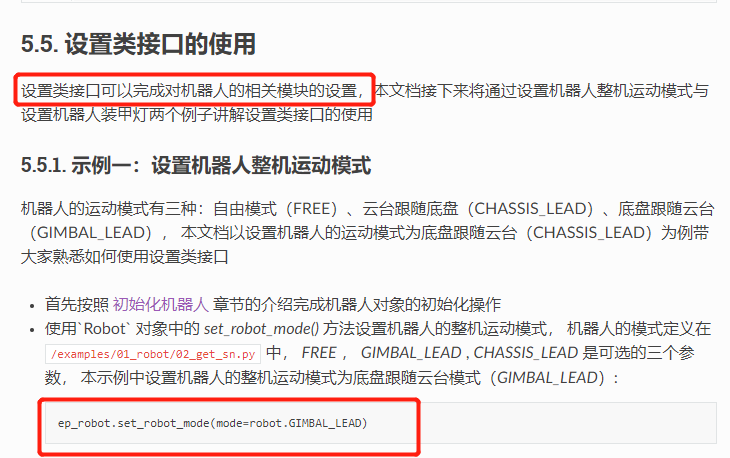 5.5. 设置类接口的使用
设置类接口可以完成对机器人的相关模块的设置，本文档接下来将通过设置机器人整机运动模式与
设置机器人装甲灯两个例子讲解设置类接口的使用
5.5.1. 示例一：设置机器人整机运动模式
机器人的运动模式有三种：自由模式（FREE）、云台跟随底盘（CHASSIS_LEAD）、底盘跟随云台
（GIMBAL_LEAD）， 本文档以设置机器人的运动模式为底盘跟随云台（CHASSIS_LEAD）为例带
大家熟悉如何使用设置类接口
• 首先按照 初始化机器人 章节的介绍完成机器人对象的初始化操作
• 使用`Robot` 对象中的 set_robot_mode() 方法设置机器人的整机运动模式， 机器人的模式定义在
/examples/01_robot/02_get_sn.py 中， FREE ， GIMBAL_LEAD , CHASSIS_LEAD 是可选的三个参
数， 本示例中设置机器人的整机运动模式为底盘跟随云台模式（GIMBAL_LEAD）:
ep_robot.set_robot_mode(mode=robot.GIMBAL_LEAD)